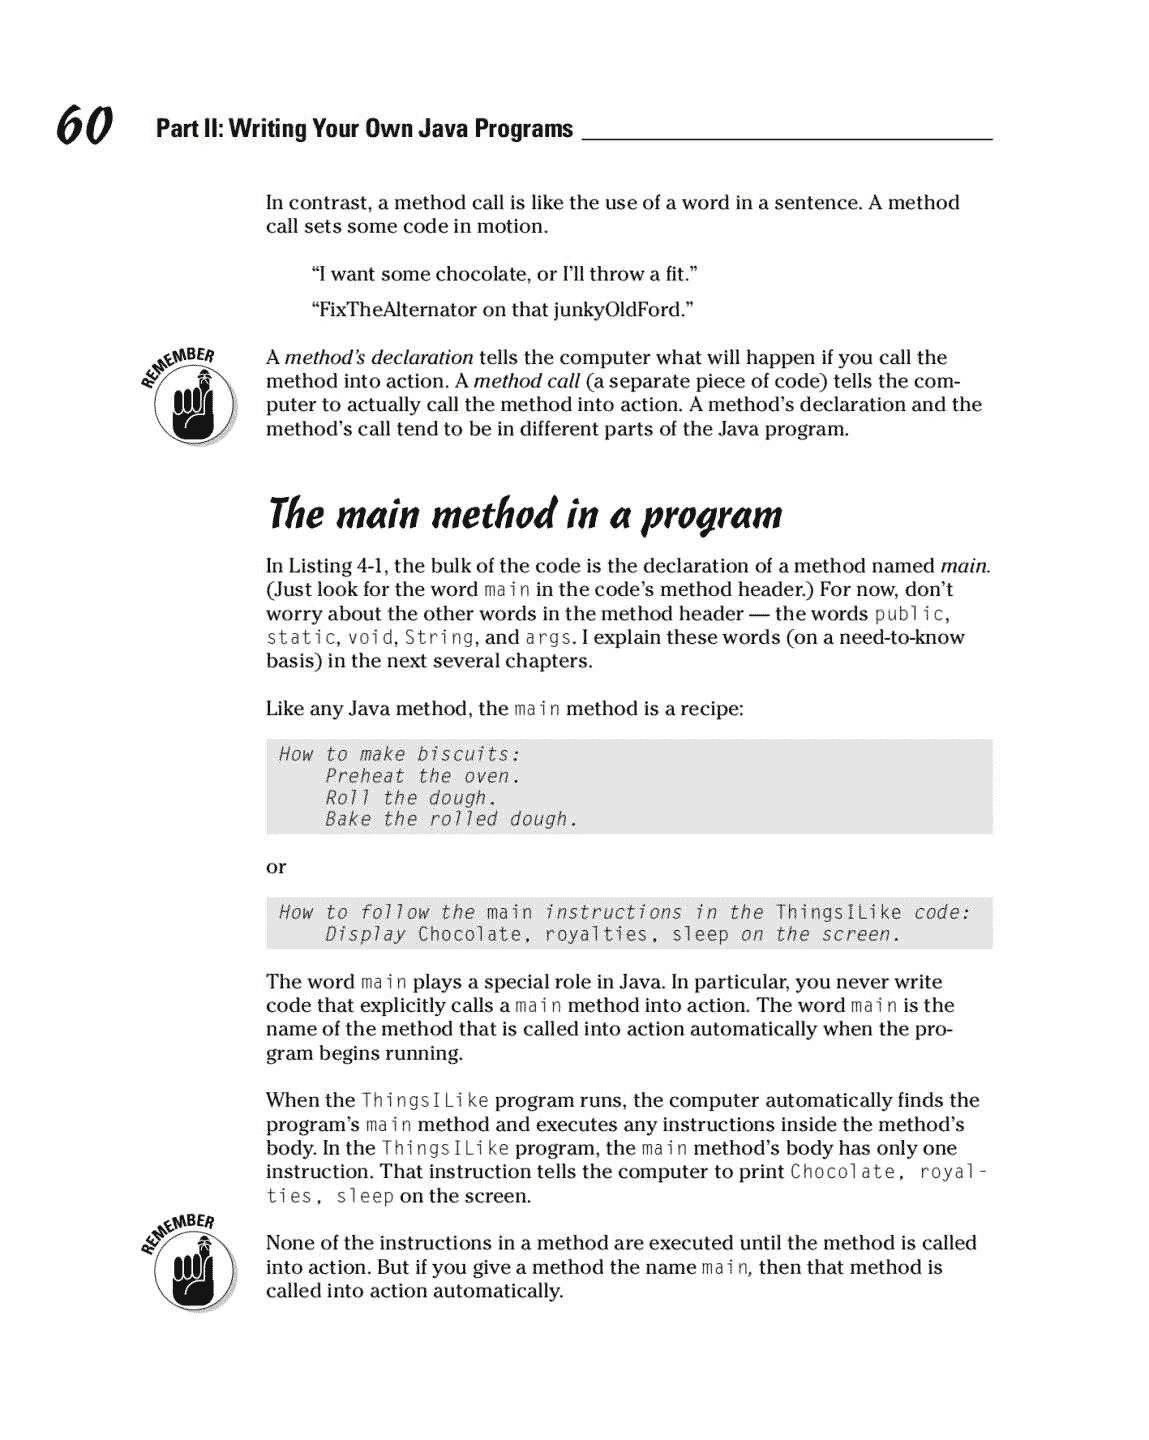 60 Part II: Writing Your Own Java Programs
In contrast, a method call is like the use of a word in a sentence. A method
call sets some code in motion.
“I want some chocolate, or I’ll throw a fit.”
“FixTheAlternator on that junkyOldFord.”
REMEMBER
A method’s declaration tells the computer what will happen if you call the
method into action. A method call (a separate piece of code) tells the com-
puter to actually call the method into action. A method’s declaration and the
method’s call tend to be in different parts of the Java program.
The main method in a program
In Listing 4-1, the bulk of the code is the declaration of a method named main.
(Just look for the word main in the code’s method header.) For now, don’t
worry about the other words in the method header — the words public,
static, void, String, and args. I explain these words (on a need-to-know
basis) in the next several chapters.
Like any Java method, the main method is a recipe:
How to make biscuits:
Preheat the oven.
Roll the dough.
Bake the rolled dough.
or
How to follow the main instructions in the ThingsILike code:
Display Chocolate, royalties, sleep on the screen.
The word main plays a special role in Java. In particular, you never write
code that explicitly calls a main method into action. The word main is the
name of the method that is called into action automatically when the pro-
gram begins running.
When the ThingsILike program runs, the computer automatically finds the
program’s main method and executes any instructions inside the method’s
body. In the ThingsILike program, the main method’s body has only one
instruction. That instruction tells the computer to print Chocolate, royal-
ties, sleep on the screen.
REMEMBER
None of the instructions in a method are executed until the method is called
into action. But if you give a method the name main, then that method is
called into action automatically.